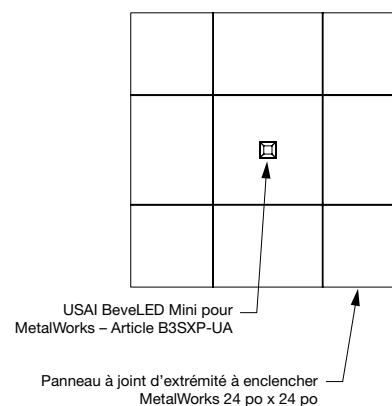 USAI BeveLED Mini pour
MetalWorks – Article B3SXP-UA
Panneau à joint d’extrémité à enclencher
MetalWorks 24 po x 24 po